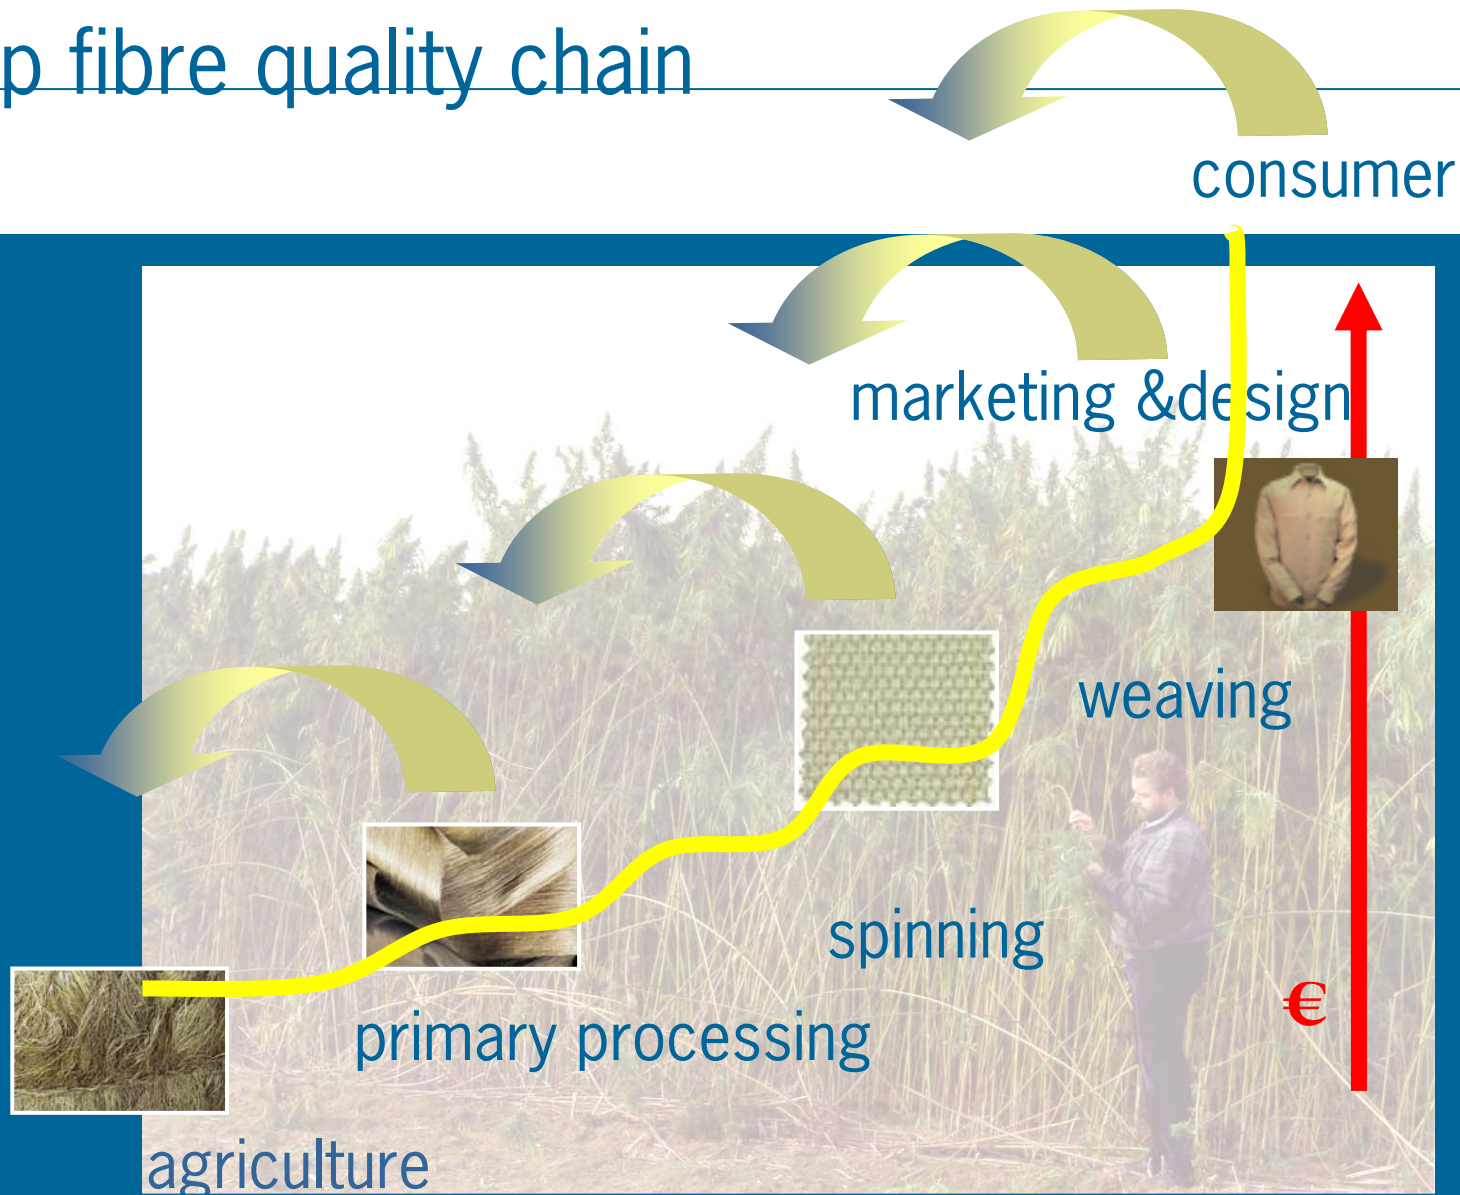 p fibre quality chain
consumer
marketing &design
weaving
spinning
€
primary processing
agriculture